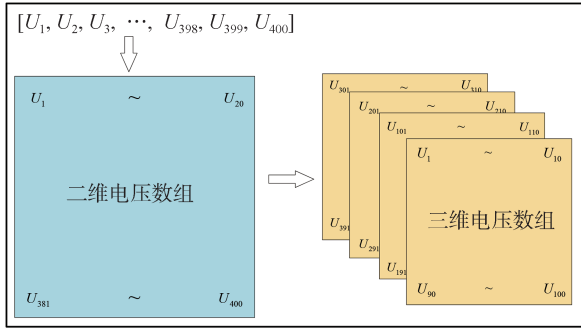 [U₁, U₂, U₃, …, U₃₉₈, U₃₉₉, U₄₀₀]
U₁ ~ U₂₀
二维电压数组
U₃₈₁ ~ U₄₀₀
U₃₀₁ ~ U₃₁₀
U₂₀₁ ~ U₂₁₀
U₁₀₁ ~ U₁₁₀
U₁ ~ U₁₀
三维电压数组
U₃₉₁
U₂₉₁
U₁₉₁
U₉₀ ~ U₁₀₀